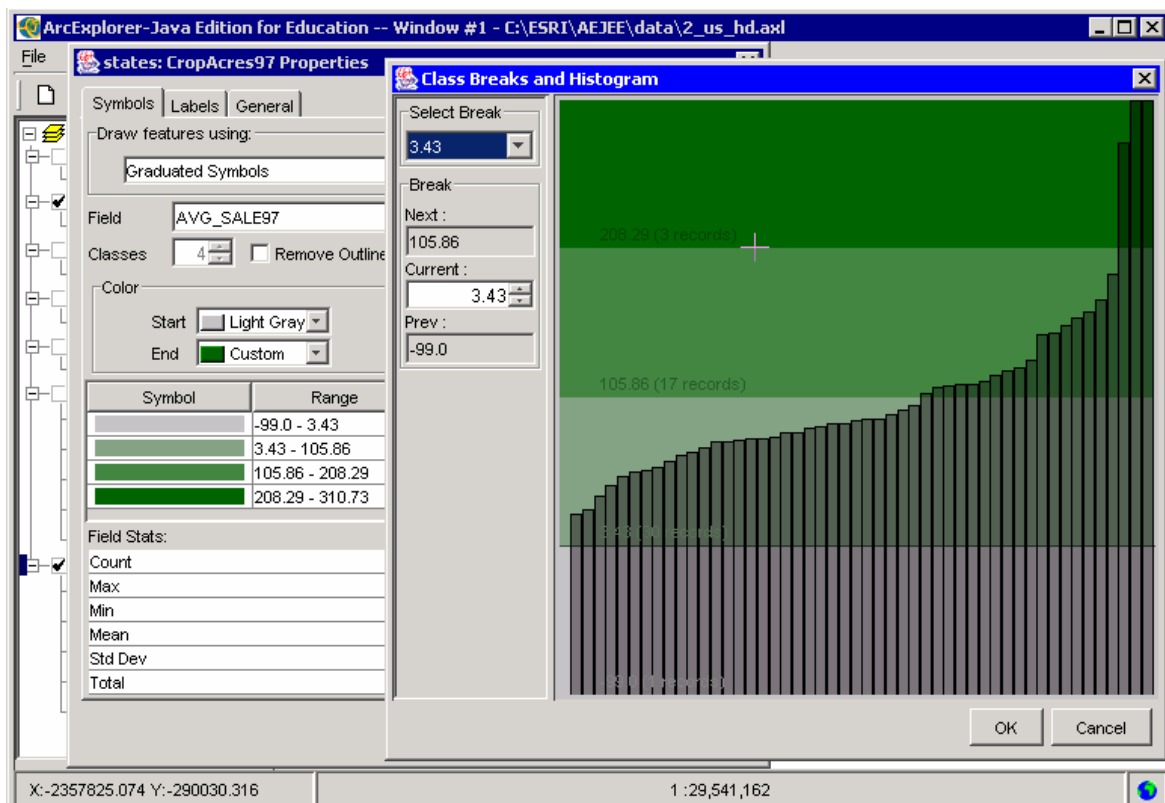 ArcExplorer-Java Edition for Education -- Window #1 - C:\ESRI\AEJEE\data\2_us_hd.axl
File
states: CropAcres97 Properties
Symbols
Labels
General
Draw features using:
Graduated Symbols
Field
AVG_SALE97
Classes
4
Remove Outline
Color
Start
Light Gray
End
Custom
Symbol
Range
-99.0 - 3.43
3.43 - 105.86
105.86 - 208.29
208.29 - 310.73
Field Stats:
Count
Max
Min
Mean
Std Dev
Total
Class Breaks and Histogram
Select Break
3.43
Break
Next :
105.86
Current :
3.43
Prev :
-99.0
208.29 (3 records)
105.86 (17 records)
records)
-99.0 records)
OK
Cancel
X:-2357825.074 Y:-290030.316
1 :29,541,162